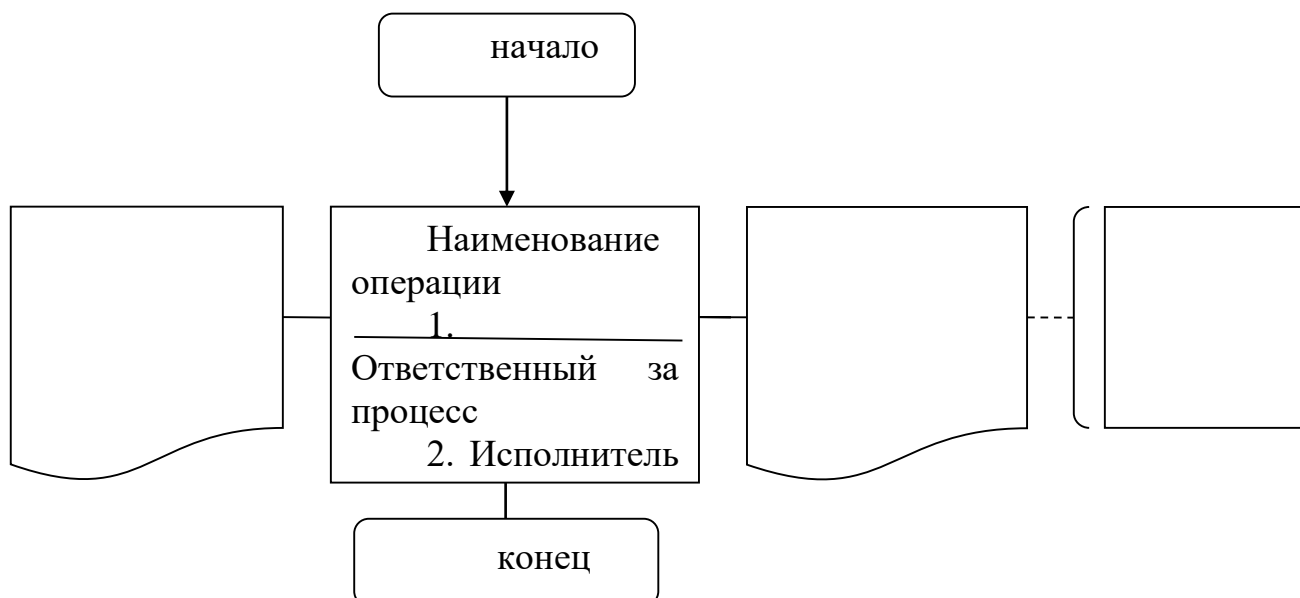 начало
Наименование
операции
1.
Ответственный за
процесс
2. Исполнитель
конец